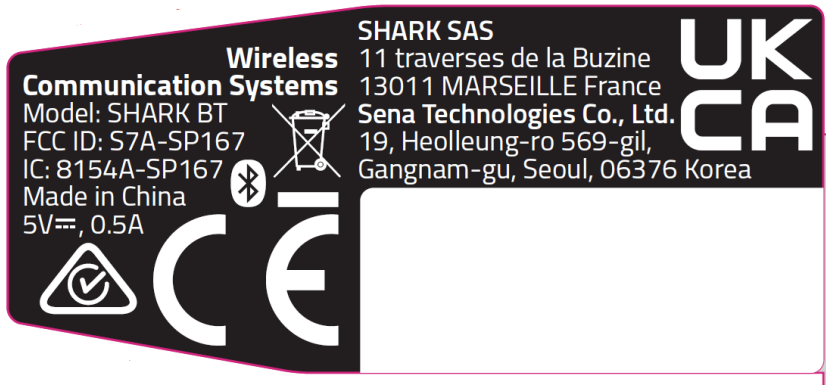 Wireless
Communication Systems
Model: SHARK BT
FCC ID: S7A-SP167
IC: 8154A-SP167
Made in China
5V⎓, 0.5A
CE
SHARK SAS
11 traverses de la Buzine
13011 MARSEILLE France
Sena Technologies Co., Ltd.
19, Heolleung-ro 569-gil,
Gangnam-gu, Seoul, 06376 Korea
UK
CA